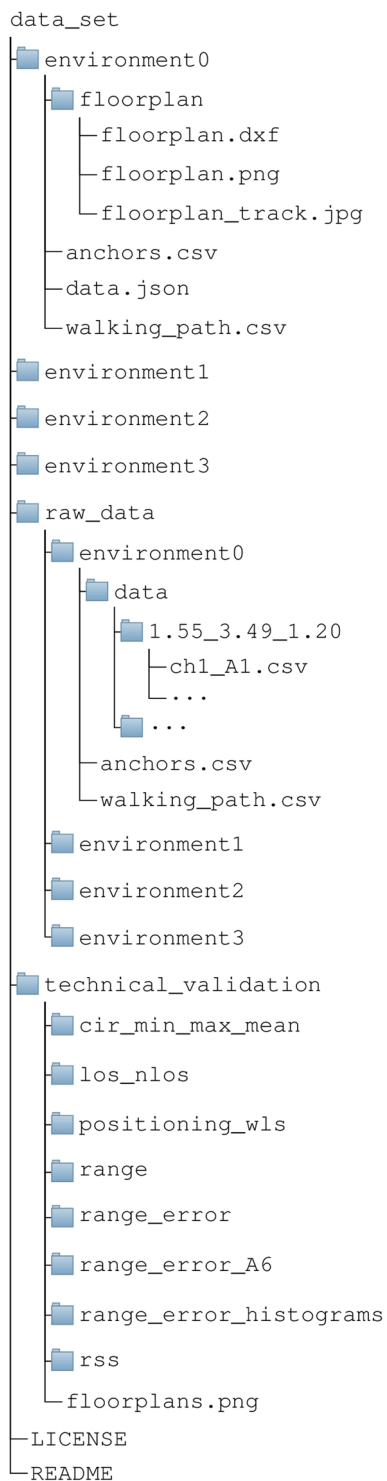 data_set
environment0
floorplan
floorplan.dxf
floorplan.png
floorplan_track.jpg
anchors.csv
data.json
walking_path.csv
environment1
environment2
environment3
raw_data
environment0
data
1.55_3.49_1.20
ch1_A1.csv
...
...
anchors.csv
walking_path.csv
environment1
environment2
environment3
technical_validation
cir_min_max_mean
los_nlos
positioning_wls
range
range_error
range_error_A6
range_error_histograms
rss
floorplans.png
LICENSE
README